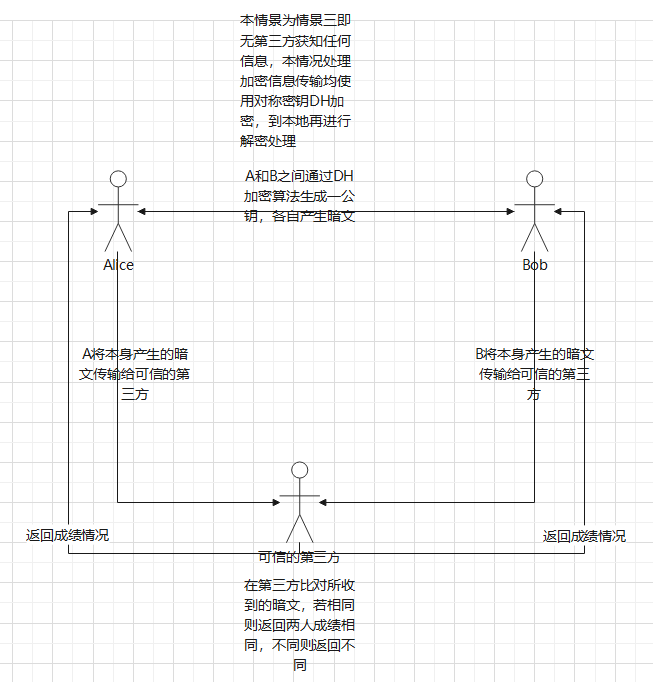 本情景为情景三即
无第三方获知任何
信息，本情况处理
加密信息传输均使
用对称密钥DH加
密，到本地再进行
解密处理
A和B之间通过DH
加密算法生成一公
钥，各自产生暗文
Alice
Bob
A将本身产生的暗
文传输给可信的第
三方
B将本身产生的暗文
传输给可信的第三
方
返回成绩情况
返回成绩情况
可信的第三方
在第三方比对所收
到的暗文，若相同
则返回两人成绩相
同，不同则返回不
同